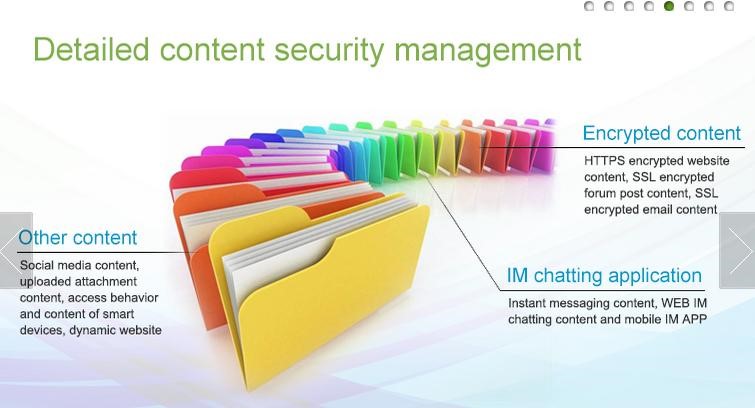 Detailed content security management
Encrypted content
HTTPS encrypted website
content, SSL encrypted
forum post content, SSL
encrypted email content
Other content
Social media content,
uploaded attachment
content, access behavior
and content of smart
devices, dynamic website
IM chatting application
Instant messaging content, WEB IM
chatting content and mobile IM APP